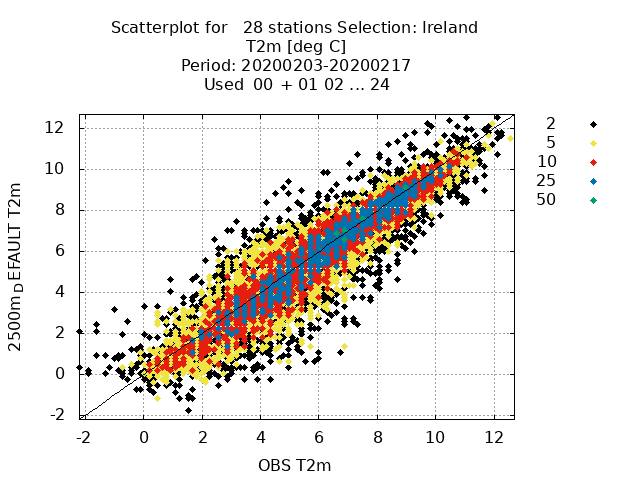 Scatterplot for   28 stations Selection: Ireland
T2m [deg C]
Period: 20200203-20200217
Used  00 + 01 02 ... 24
2500m_DEFAULT T2m
12
10
8
6
4
2
0
-2
-2 0 2 4 6 8 10 12
OBS T2m
2
5
10
25
50